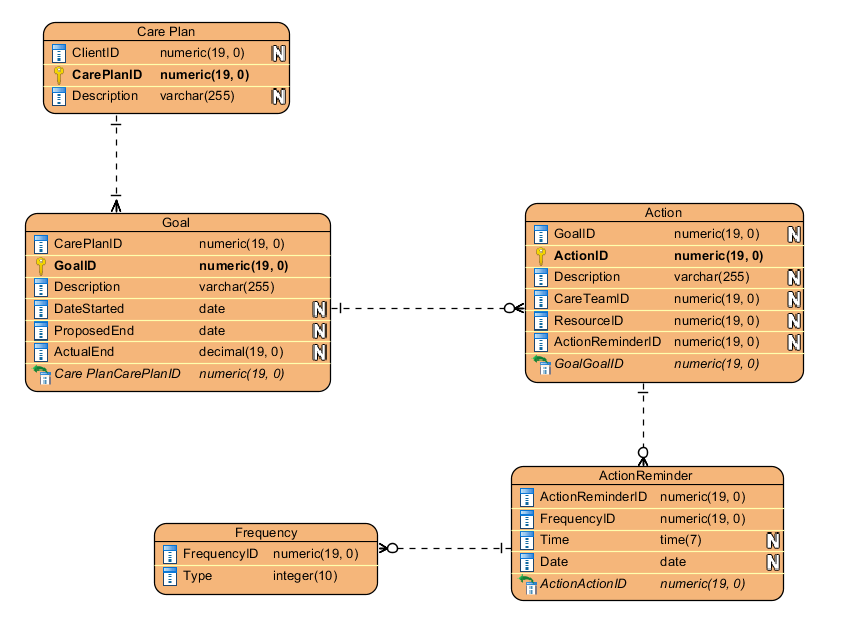 Care Plan
ClientID numeric(19, 0) N
CarePlanID numeric(19, 0)
Description varchar(255) N
Goal
CarePlanID numeric(19, 0)
GoalID numeric(19, 0)
Description varchar(255)
DateStarted date N
ProposedEnd date N
ActualEnd decimal(19, 0) N
Care PlanCarePlanID numeric(19, 0)
Action
GoalID numeric(19, 0) N
ActionID numeric(19, 0)
Description varchar(255) N
CareTeamID numeric(19, 0) N
ResourceID numeric(19, 0) N
ActionReminderID numeric(19, 0) N
GoalGoalID numeric(19, 0)
ActionReminder
ActionReminderID numeric(19, 0)
FrequencyID numeric(19, 0)
Time time(7) N
Date date N
ActionActionID numeric(19, 0)
Frequency
FrequencyID numeric(19, 0)
Type integer(10)